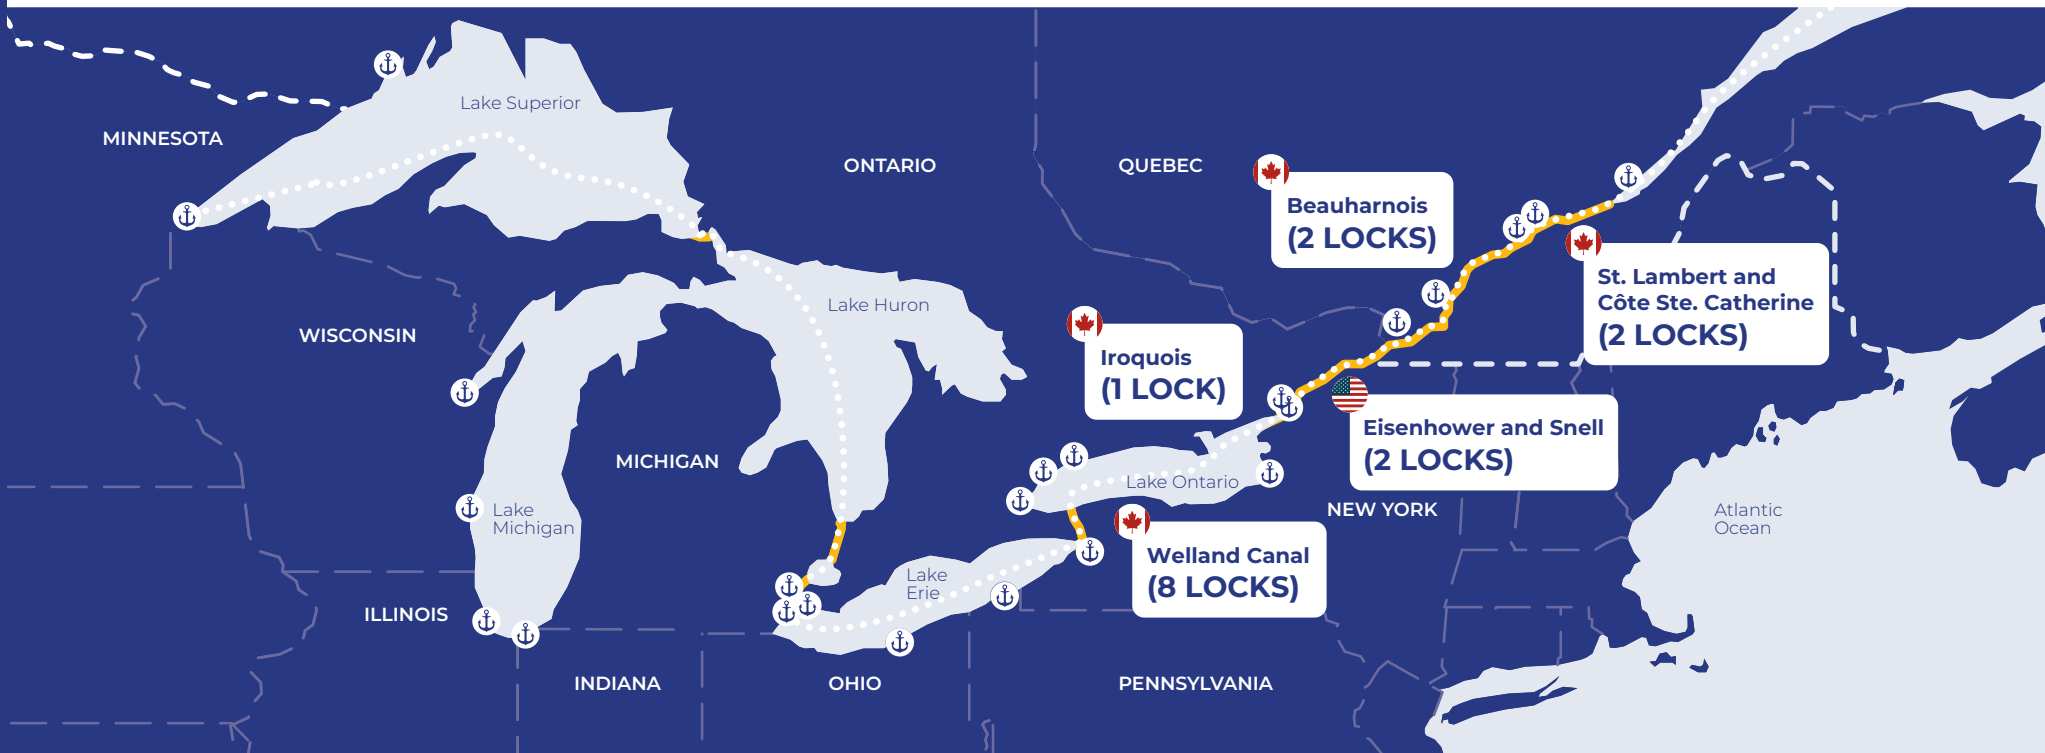 Lake Superior
MINNESOTA
ONTARIO
QUEBEC
Beauharnois
(2 LOCKS)
St. Lambert and
Côte Ste. Catherine
(2 LOCKS)
Lake Huron
WISCONSIN
Iroquois
(1 LOCK)
Eisenhower and Snell
(2 LOCKS)
MICHIGAN
Lake Ontario
NEW YORK
Lake
Michigan
Atlantic
Ocean
Welland Canal
(8 LOCKS)
Lake
Erie
ILLINOIS
INDIANA
OHIO
PENNSYLVANIA